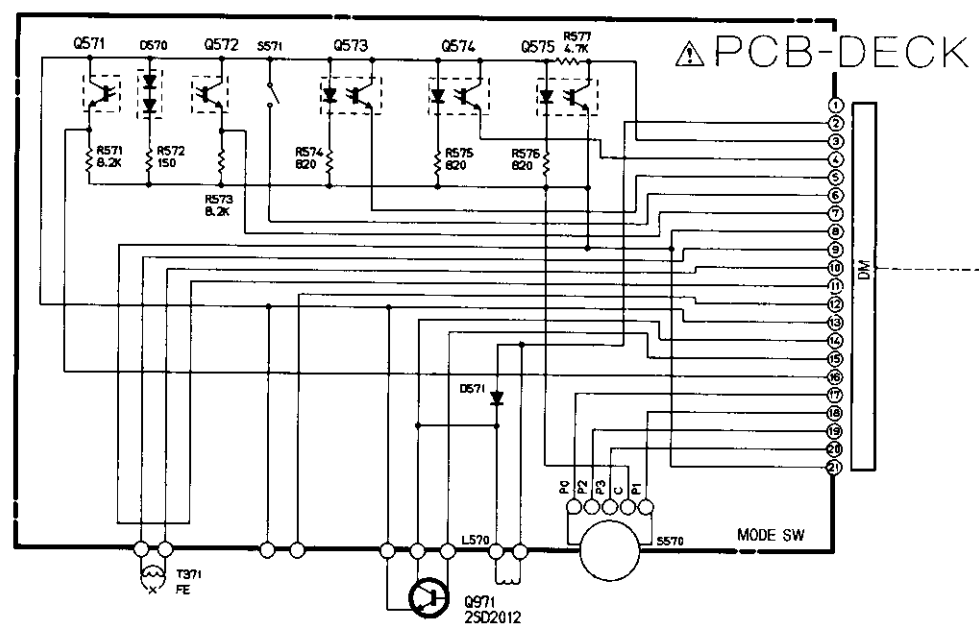 Q571
D570
Q572
S571
Q573
Q574
Q575
R577
4.7K
⚠ PCB-DECK
R571
8.2K
R572
150
R573
8.2K
R574
820
R575
820
R576
820
1
2
3
4
5
6
7
8
9
10
11
12
13
14
15
16
17
18
19
20
21
DM
D571
P0
P2
P3
C
P1
MODE SW
S570
L570
T971
FE
Q971
2SD2012